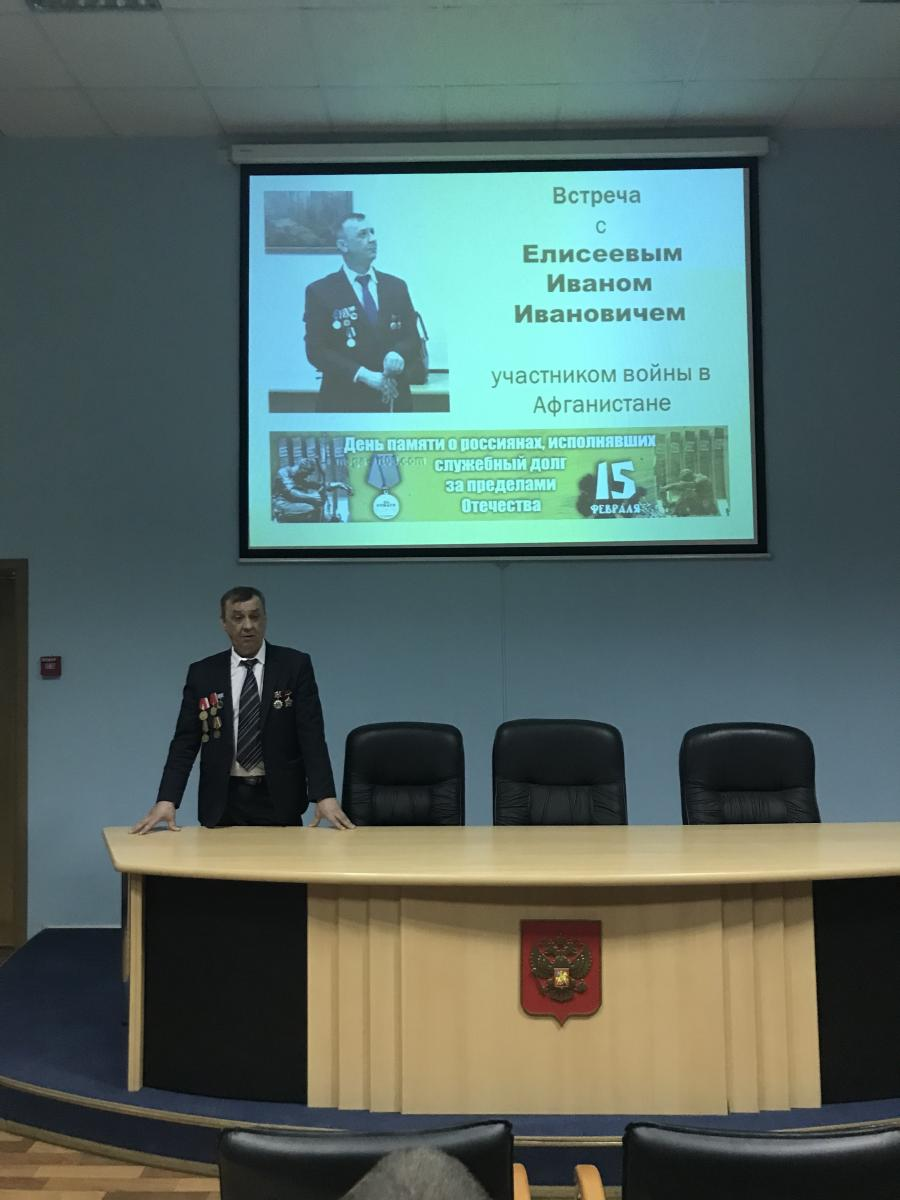 Встреча
с
Елисеевым
Иваном
Ивановичем
участником войны в
Афганистане
День памяти о россиянах, исполнявших
служебный долг
за пределами
Отечества
15
ФЕВРАЛЯ